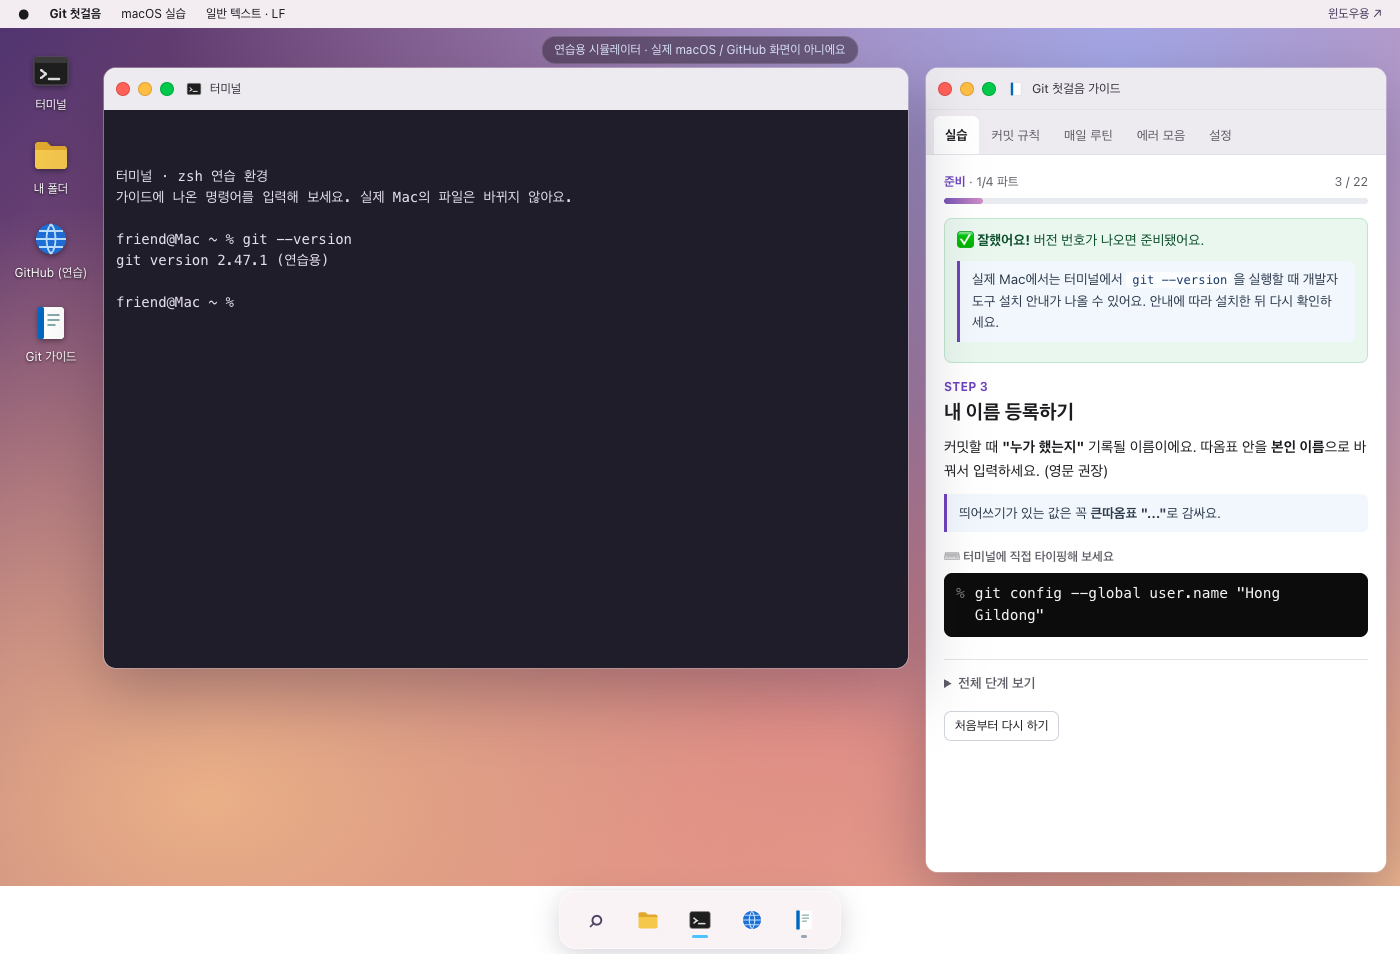 Git 첫걸음 macOS 실습 일반 텍스트 · LF 윈도우용 ↗
연습용 시뮬레이터 · 실제 macOS / GitHub 화면이 아니에요
터미널
내 폴더
GitHub (연습)
Git 가이드
터미널
터미널 · zsh 연습 환경
가이드에 나온 명령어를 입력해 보세요. 실제 Mac의 파일은 바뀌지 않아요.
friend@Mac ~ % git --version
git version 2.47.1 (연습용)
friend@Mac ~ %
Git 첫걸음 가이드
실습 커밋 규칙 매일 루틴 에러 모음 설정
준비 · 1/4 파트 3 / 22
✅ 잘했어요! 버전 번호가 나오면 준비됐어요.
실제 Mac에서는 터미널에서 git --version 을 실행할 때 개발자
도구 설치 안내가 나올 수 있어요. 안내에 따라 설치한 뒤 다시 확인하
세요.
STEP 3
내 이름 등록하기
커밋할 때 "누가 했는지" 기록될 이름이에요. 따옴표 안을 본인 이름으로 바
꿔서 입력하세요. (영문 권장)
띄어쓰기가 있는 값은 꼭 큰따옴표 "..."로 감싸요.
⌨️ 터미널에 직접 타이핑해 보세요
% git config --global user.name "Hong
Gildong"
▶ 전체 단계 보기
처음부터 다시 하기